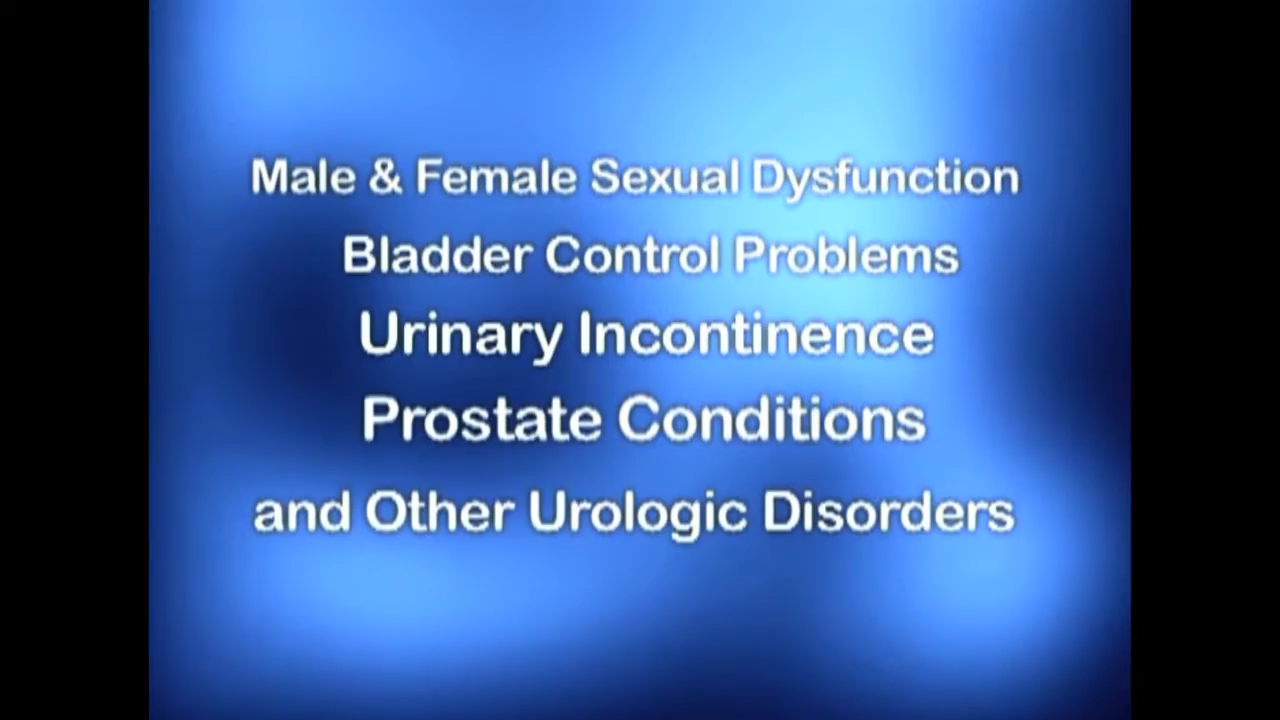 Male & Female Sexual Dysfunction
Bladder Control Problems
Urinary Incontinence
Prostate Conditions
and Other Urologic Disorders